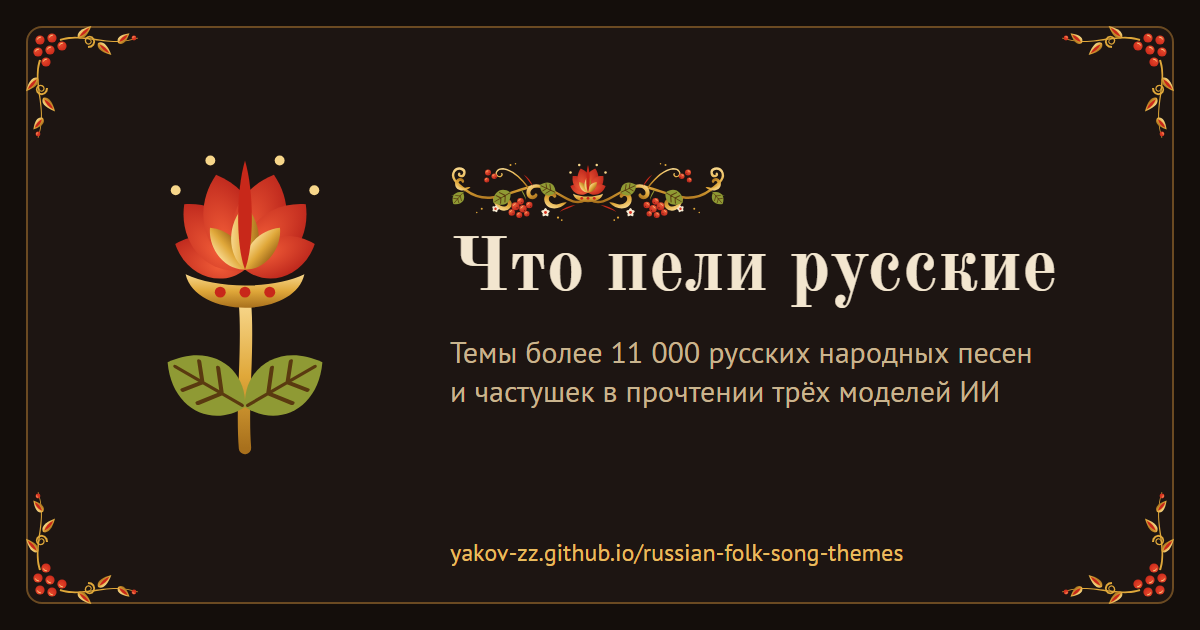 Что пели русские
Темы более 11 000 русских народных песен
и частушек в прочтении трёх моделей ИИ
yakov-zz.github.io/russian-folk-song-themes